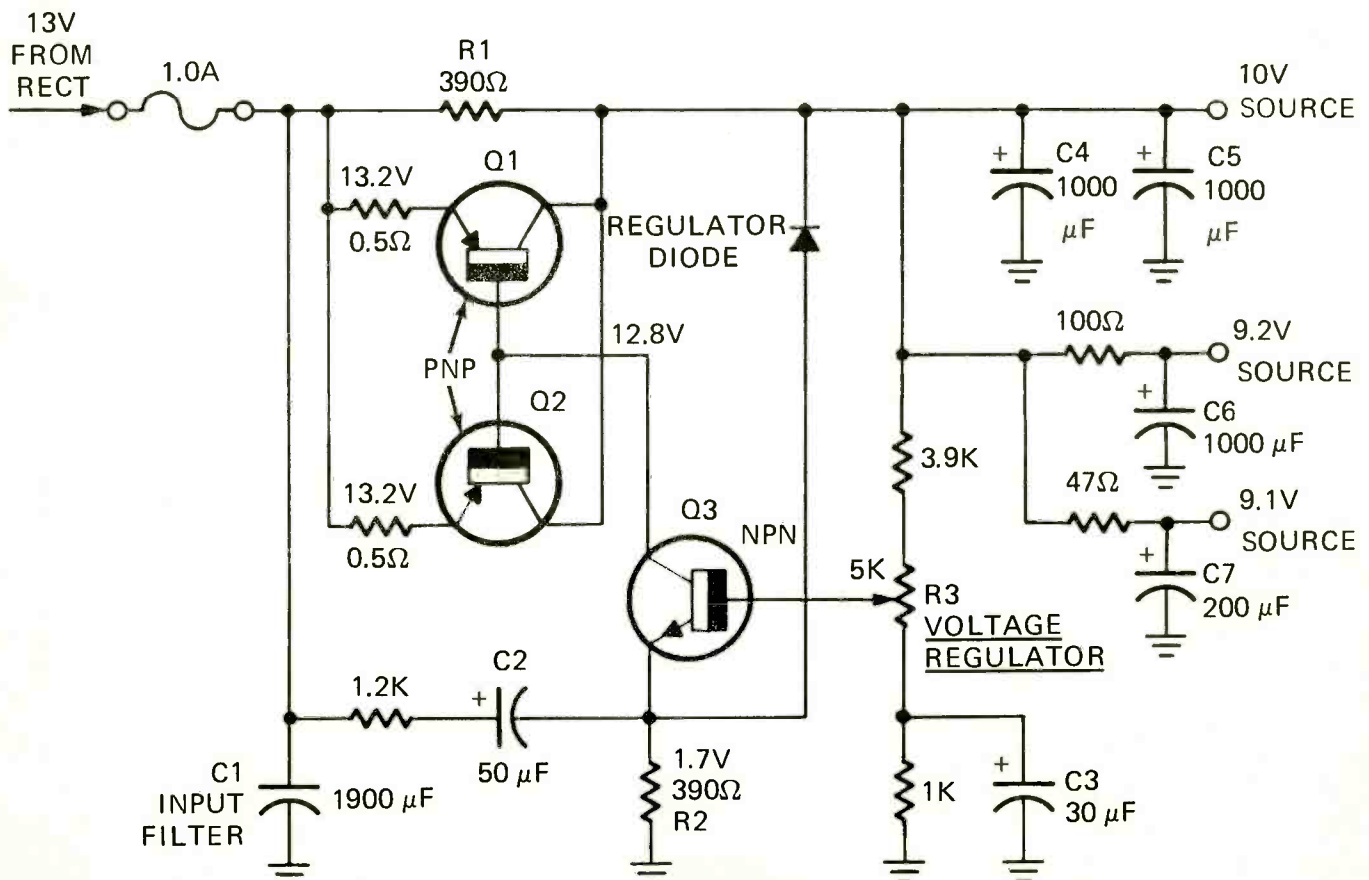 13V
FROM
RECT
1.0A
R1
390Ω
10V
SOURCE
Q1
13.2V
0.5Ω
REGULATOR
DIODE
+
C4
1000
μF
+
C5
1000
μF
12.8V
PNP
Q2
100Ω
9.2V
SOURCE
+
C6
1000 μF
3.9K
13.2V
0.5Ω
47Ω
9.1V
SOURCE
Q3
NPN
5K
R3
VOLTAGE
REGULATOR
+
C7
200 μF
1.2K
C2
+
50 μF
1.7V
390Ω
R2
C1
INPUT
FILTER
1900 μF
1K
+
C3
30 μF